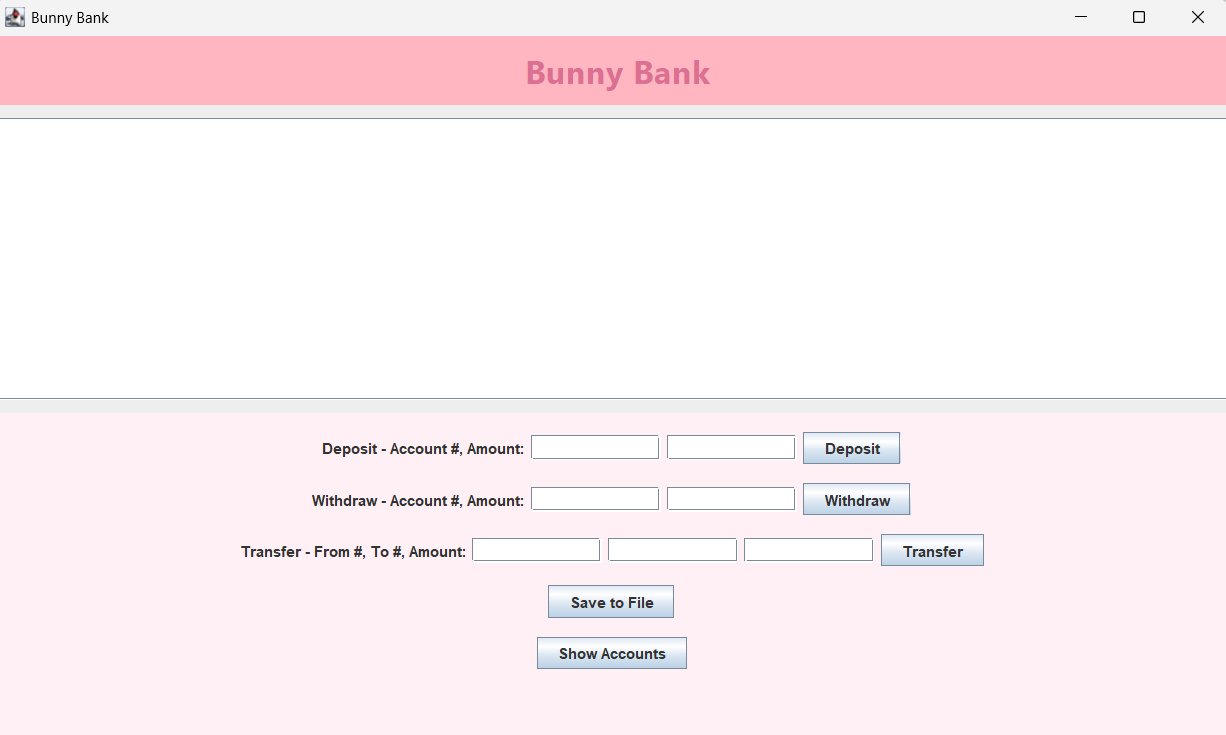 Bunny Bank
Bunny Bank
Deposit - Account #, Amount: Deposit
Withdraw - Account #, Amount: Withdraw
Transfer - From #, To #, Amount: Transfer
Save to File
Show Accounts